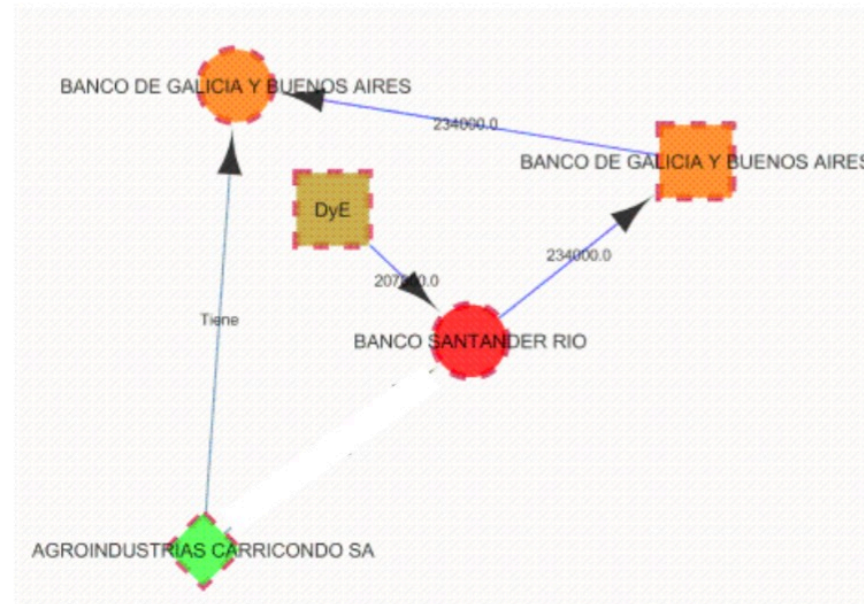 BANCO DE GALICIA Y BUENOS AIRES
234000.0
BANCO DE GALICIA Y BUENOS AIRES
DyE
234000.0
Tiene
BANCO SANTANDER RIO
AGROINDUSTRIAS CARRICONDO SA